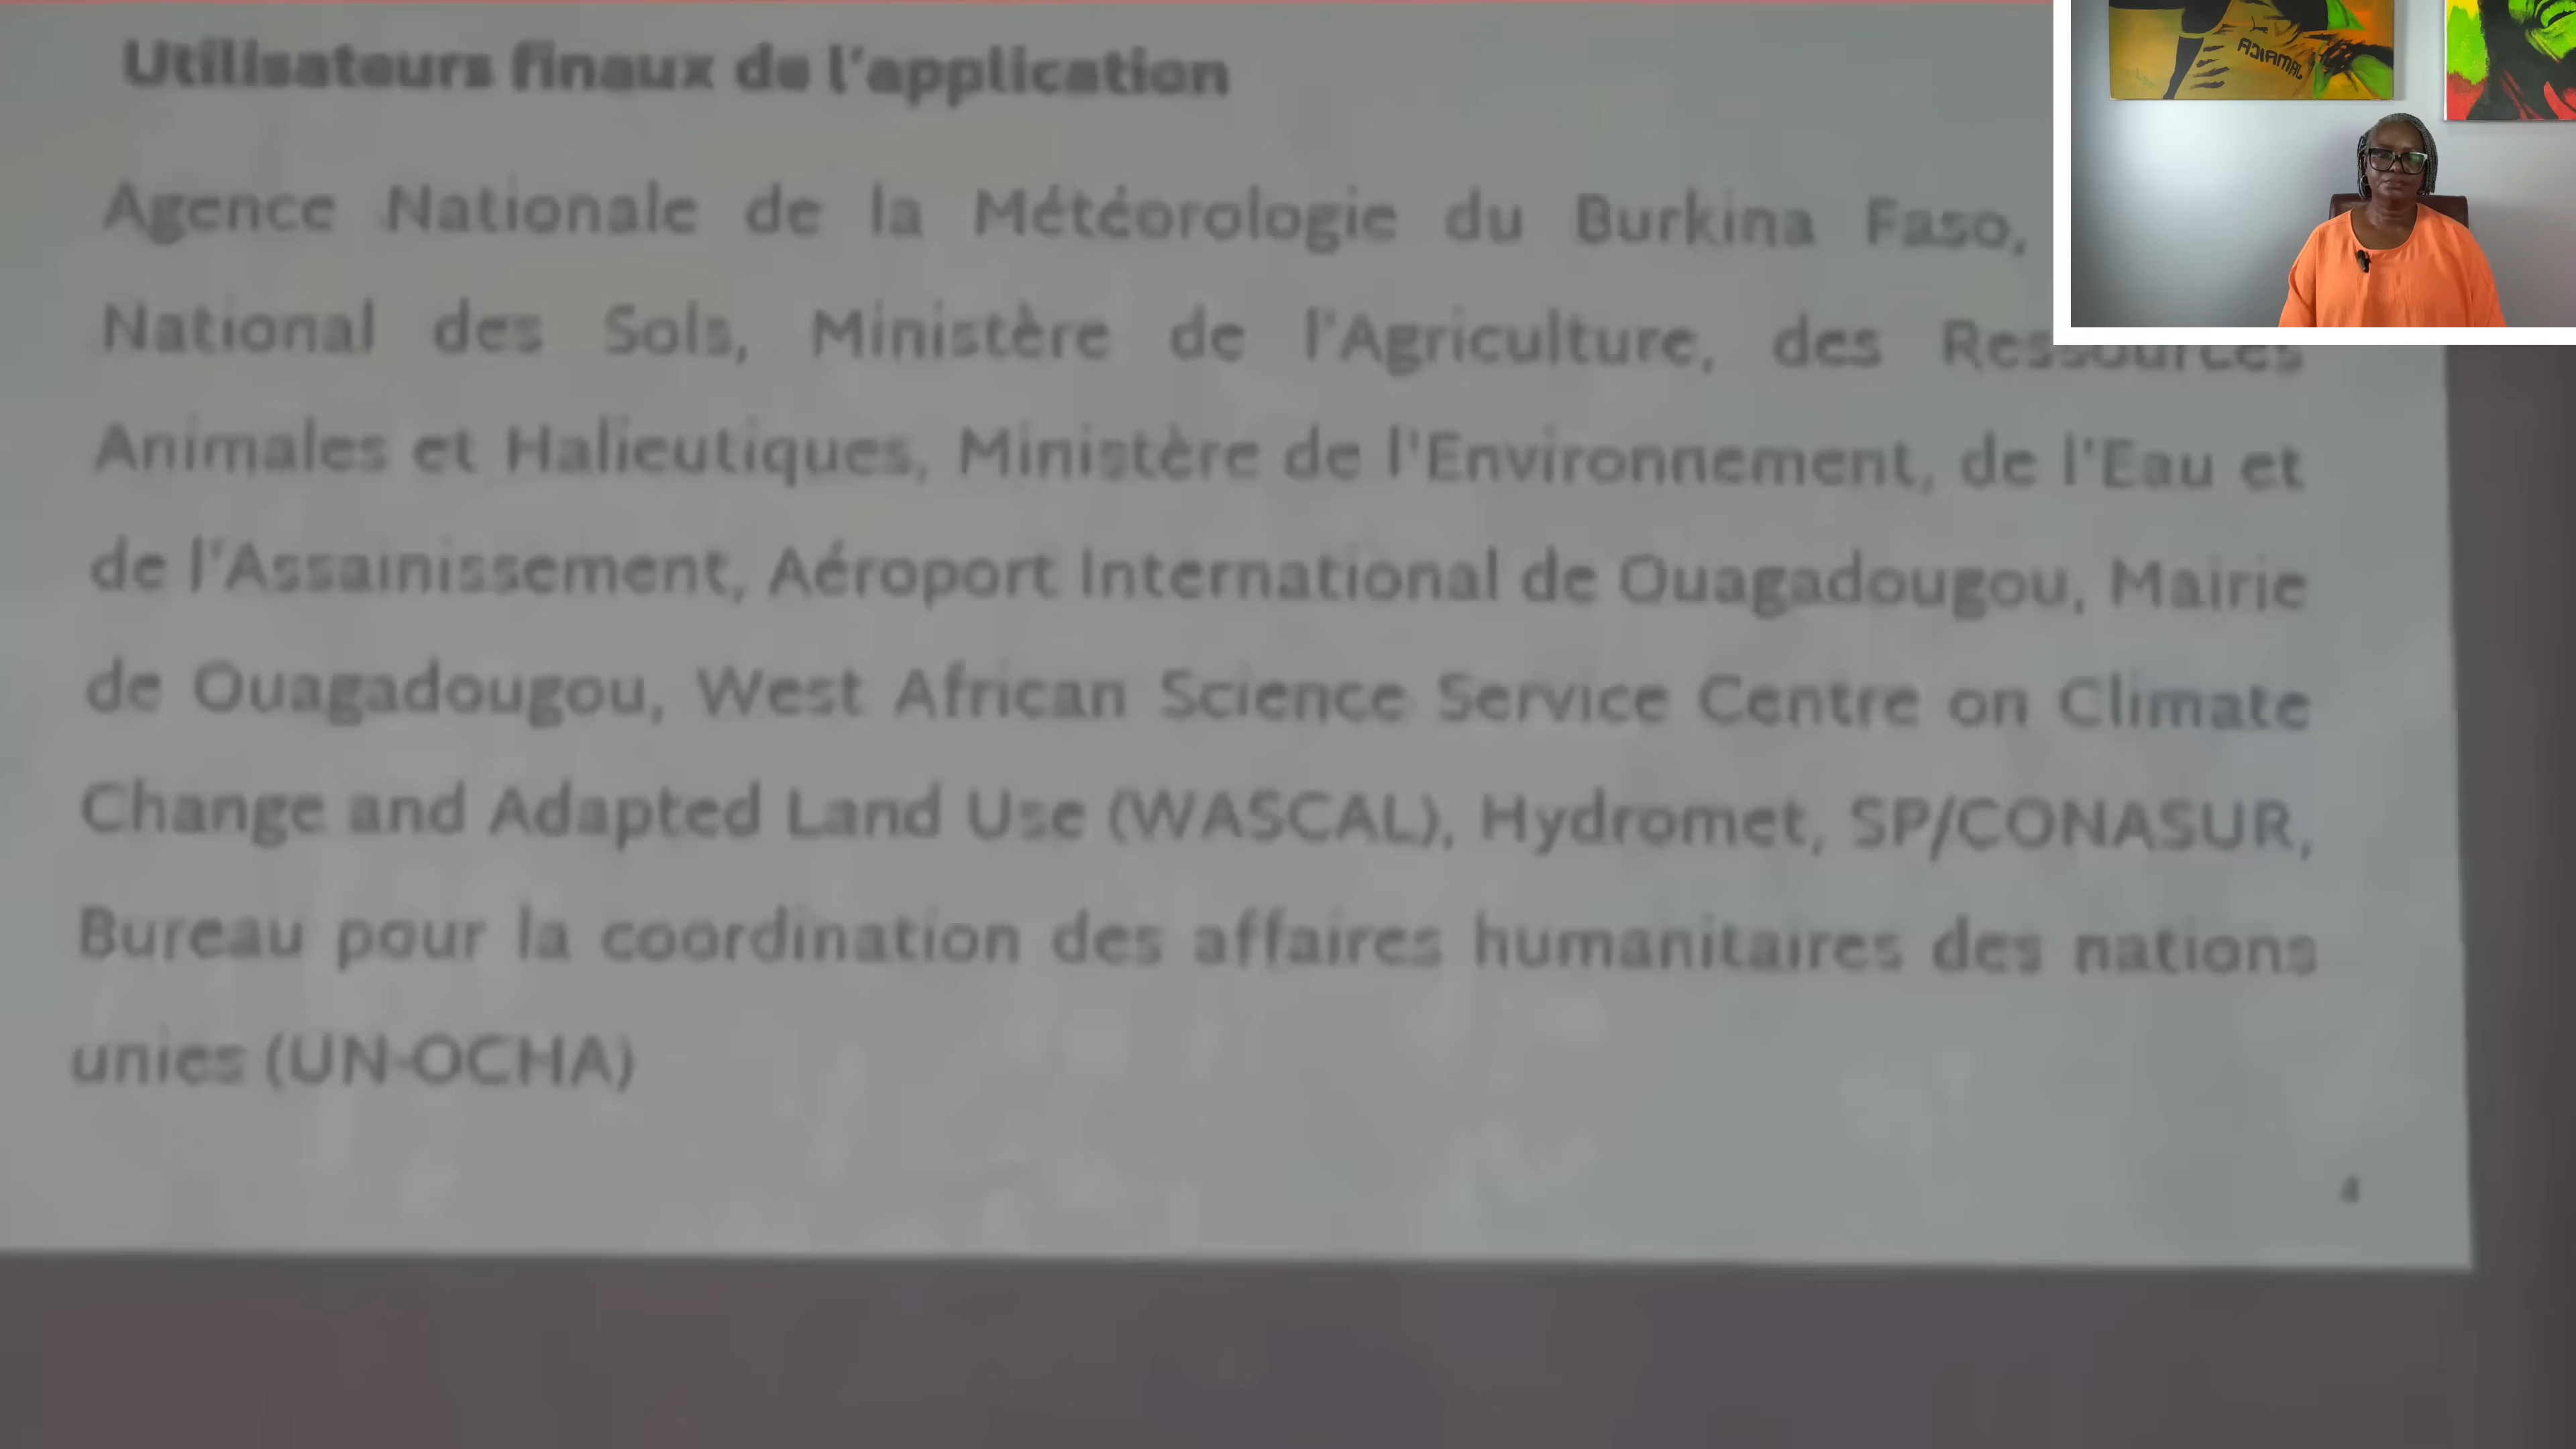 Utilisateurs finaux de l'application
Agence Nationale de la Météorologie du Burkina Faso,
National des Sols, Ministère de l'Agriculture, des Ressources
Animales et Halieutiques, Ministère de l'Environnement, de l'Eau et
de l'Assainissement, Aéroport International de Ouagadougou, Mairie
de Ouagadougou, West African Science Service Centre on Climate
Change and Adapted Land Use (WASCAL), Hydromet, SP/CONASUR,
Bureau pour la coordination des affaires humanitaires des nations
unies (UN-OCHA)
4
JAMAICA